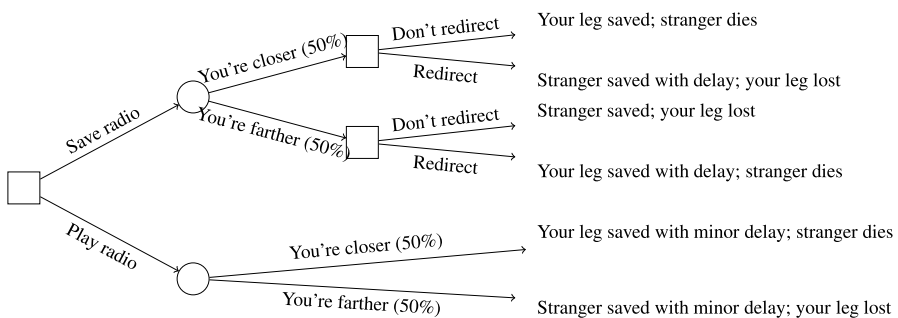 Don't redirect
Your leg saved; stranger dies
You're closer (50%)
Redirect
Stranger saved with delay; your leg lost
Save radio
You're farther (50%)
Don't redirect
Stranger saved; your leg lost
Redirect
Your leg saved with delay; stranger dies
Play radio
You're closer (50%)
Your leg saved with minor delay; stranger dies
You're farther (50%)
Stranger saved with minor delay; your leg lost